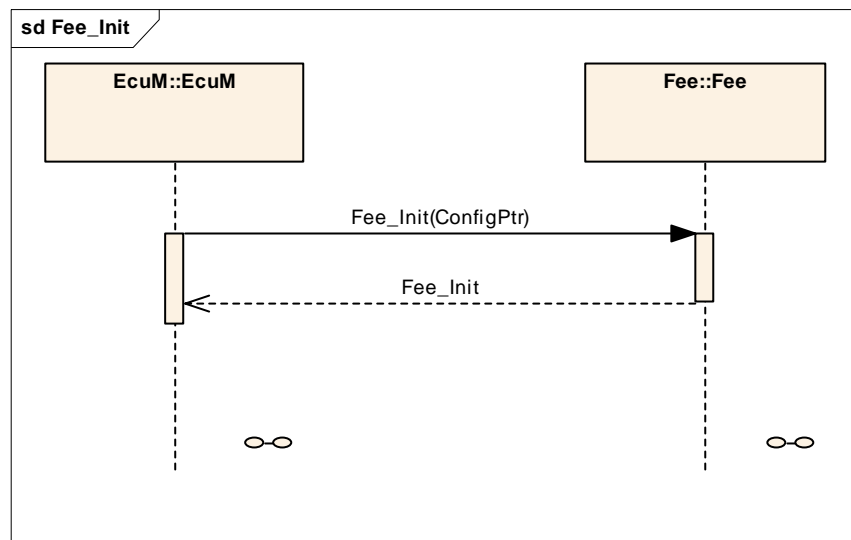 sd Fee_Init
EcuM::EcuM
Fee::Fee
Fee_Init(ConfigPtr)
Fee_Init